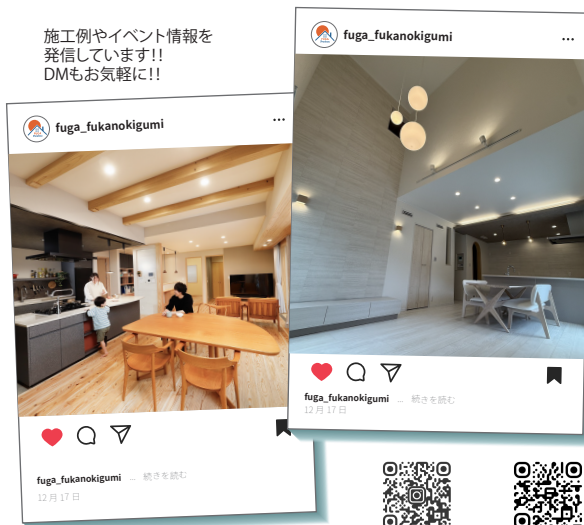 施工例やイベント情報を
発信しています!!
DMもお気軽に!!
fuga_fukanokigumi
...
fuga_fukanokigumi ... 続きを読む
12月17日
fuga_fukanokigumi
...
fuga_fukanokigumi ... 続きを読む
12月17日